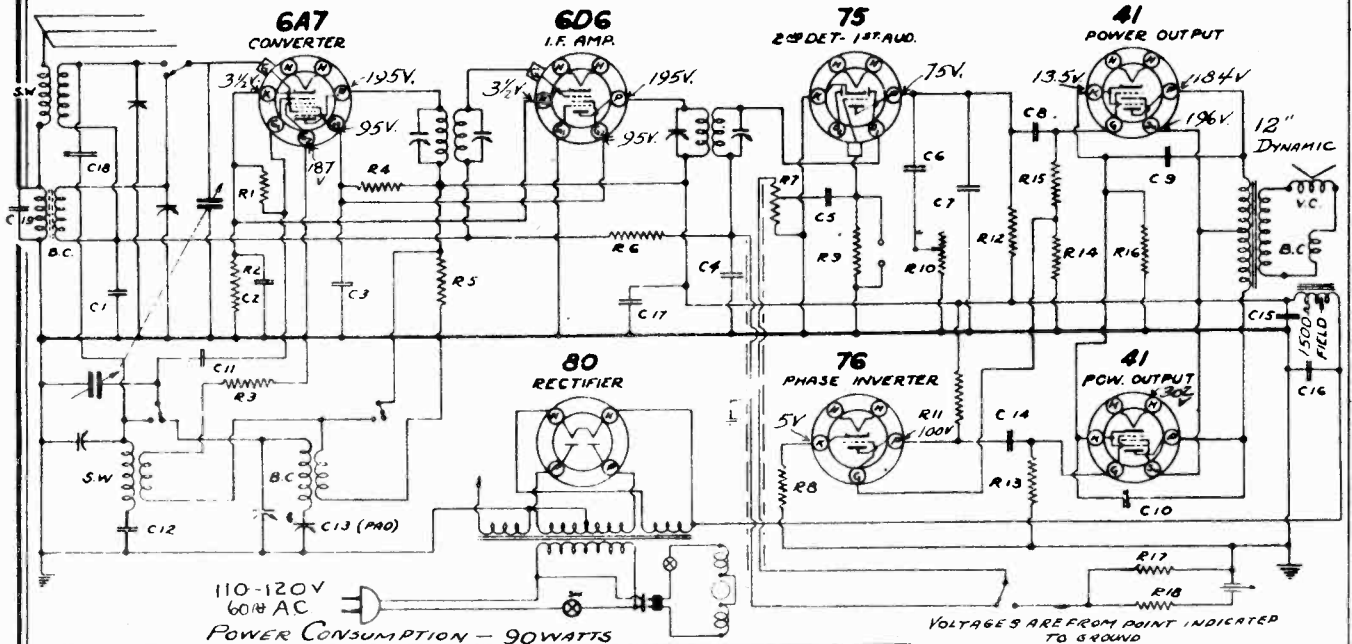 6A7
CONVERTER
6D6
I.F. AMP.
75
2ND DET- 1ST. AUD.
41
POWER OUTPUT
S.W
3½V
195V.
95V.
187
V
C18
C19
B.C.
C1
R1
R2
C2
R4
C3
R5
3½V
195V.
95V.
R6
C17
C4
75V.
R7
C5
R9
C6
C7
R10
R12
C8
13.5V
184V
196V.
C9
R15
R14
R16
12"
DYNAMIC
V.C.
B.C
C15
1500Ω
FIELD
C16
C11
R3
S.W
B.C
C12
C13 (PAD)
80
RECTIFIER
76
PHASE INVERTER
5V
100V
R8
R11
C14
R13
41
POW. OUTPUT
302
V
C10
R17
R18
110-120V
60~ AC
POWER CONSUMPTION - 90WATTS
VOLTAGES ARE FROM POINT INDICATED
TO GROUND